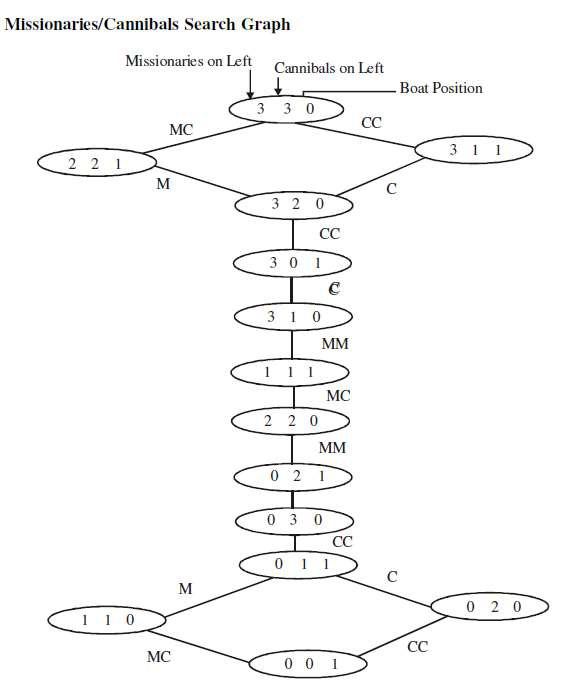 Missionaries/Cannibals Search Graph
Missionaries on Left
Cannibals on Left
Boat Position
3 3 0
MC
CC
3 1 1
2 2 1
M
C
3 2 0
CC
3 0 1
C
3 1 0
MM
1 1 1
MC
2 2 0
MM
0 2 1
0 3 0
CC
0 1 1
M
C
1 1 0
0 2 0
MC
CC
0 0 1